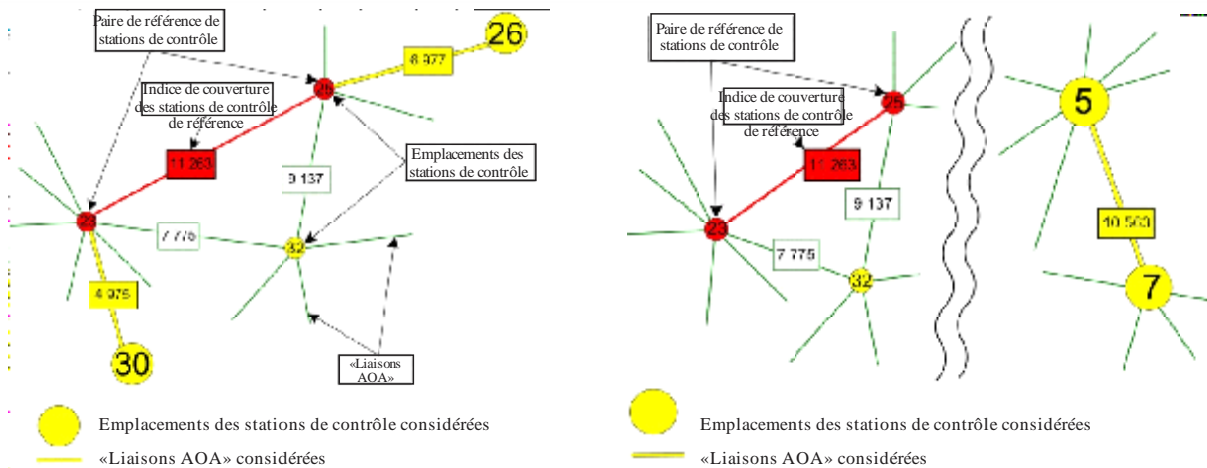 Paire de référence de
stations de contrôle
26
6 977
Indice de couverture
des stations de contrôle
de référence
11 263
9 137
Emplacements des
stations de contrôle
23
7 775
32
4 975
30
«Liaisons
AOA»
Emplacements des stations de contrôle considérées
«Liaisons AOA» considérées
Paire de référence de
stations de contrôle
25
5
Indice de couverture
des stations de contrôle
de référence
11 263
9 137
23
7 775
10 563
32
7
Emplacements des stations de contrôle considérées
«Liaisons AOA» considérées